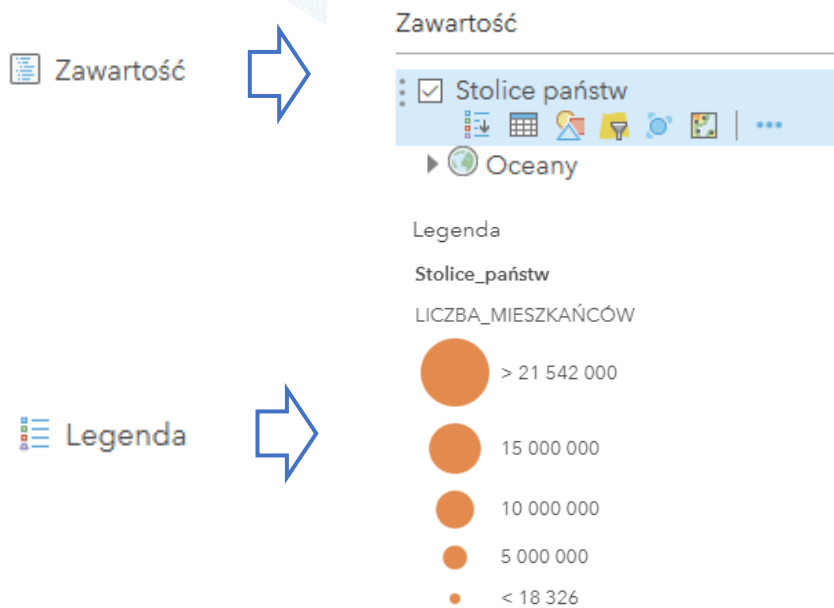 Zawartość
Zawartość
Stolice państw
Oceany
Legenda
Stolice_państw
LICZBA_MIESZKAŃCÓW
> 21 542 000
Legenda
15 000 000
10 000 000
5 000 000
< 18 326